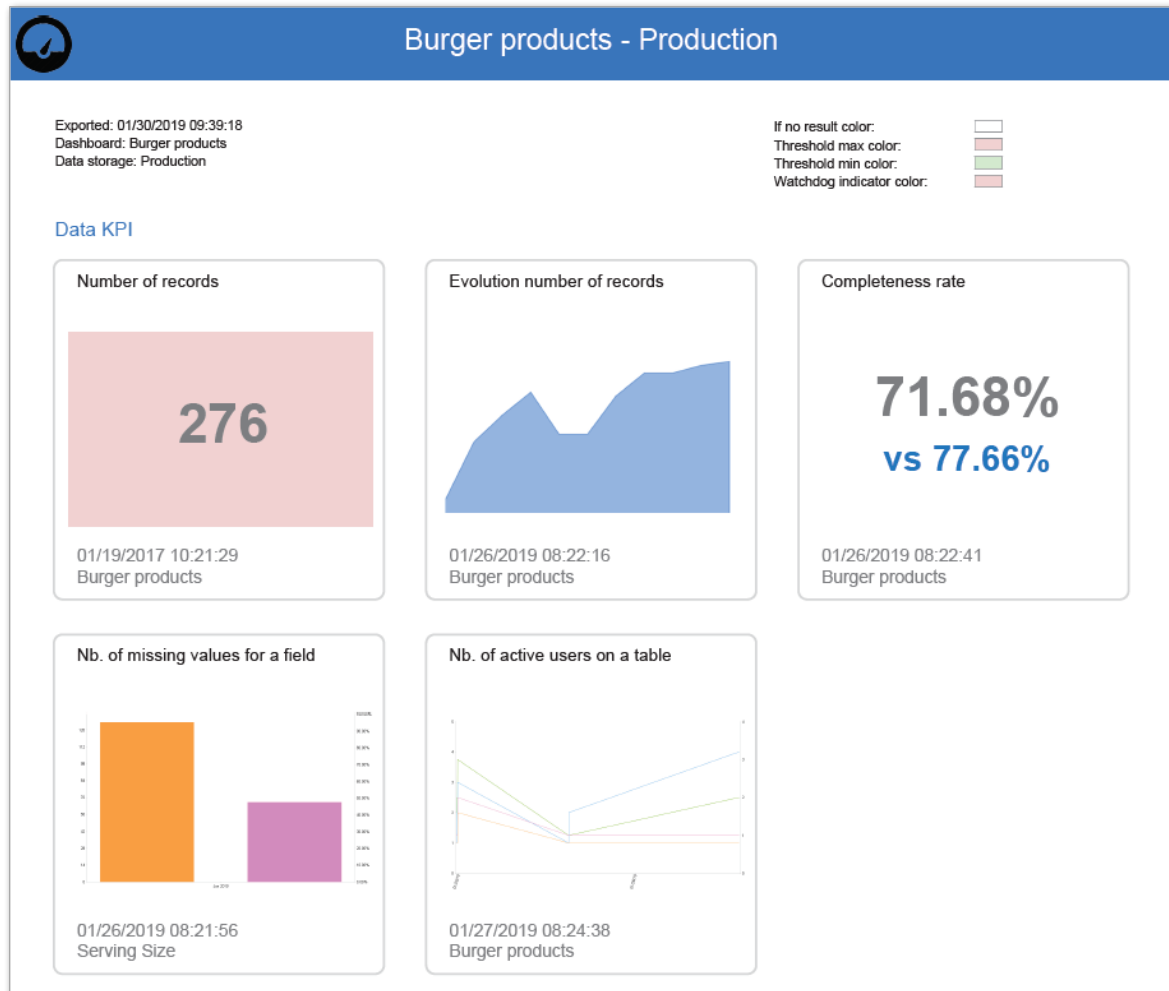 Burger products - Production
Exported: 01/30/2019 09:39:18
Dashboard: Burger products
Data storage: Production
If no result color:
Threshold max color:
Threshold min color:
Watchdog indicator color:
Data KPI
Number of records
276
01/19/2017 10:21:29
Burger products
Evolution number of records
01/26/2019 08:22:16
Burger products
Completeness rate
71.68%
vs 77.66%
01/26/2019 08:22:41
Burger products
Nb. of missing values for a field
01/26/2019 08:21:56
Serving Size
Nb. of active users on a table
01/27/2019 08:24:38
Burger products